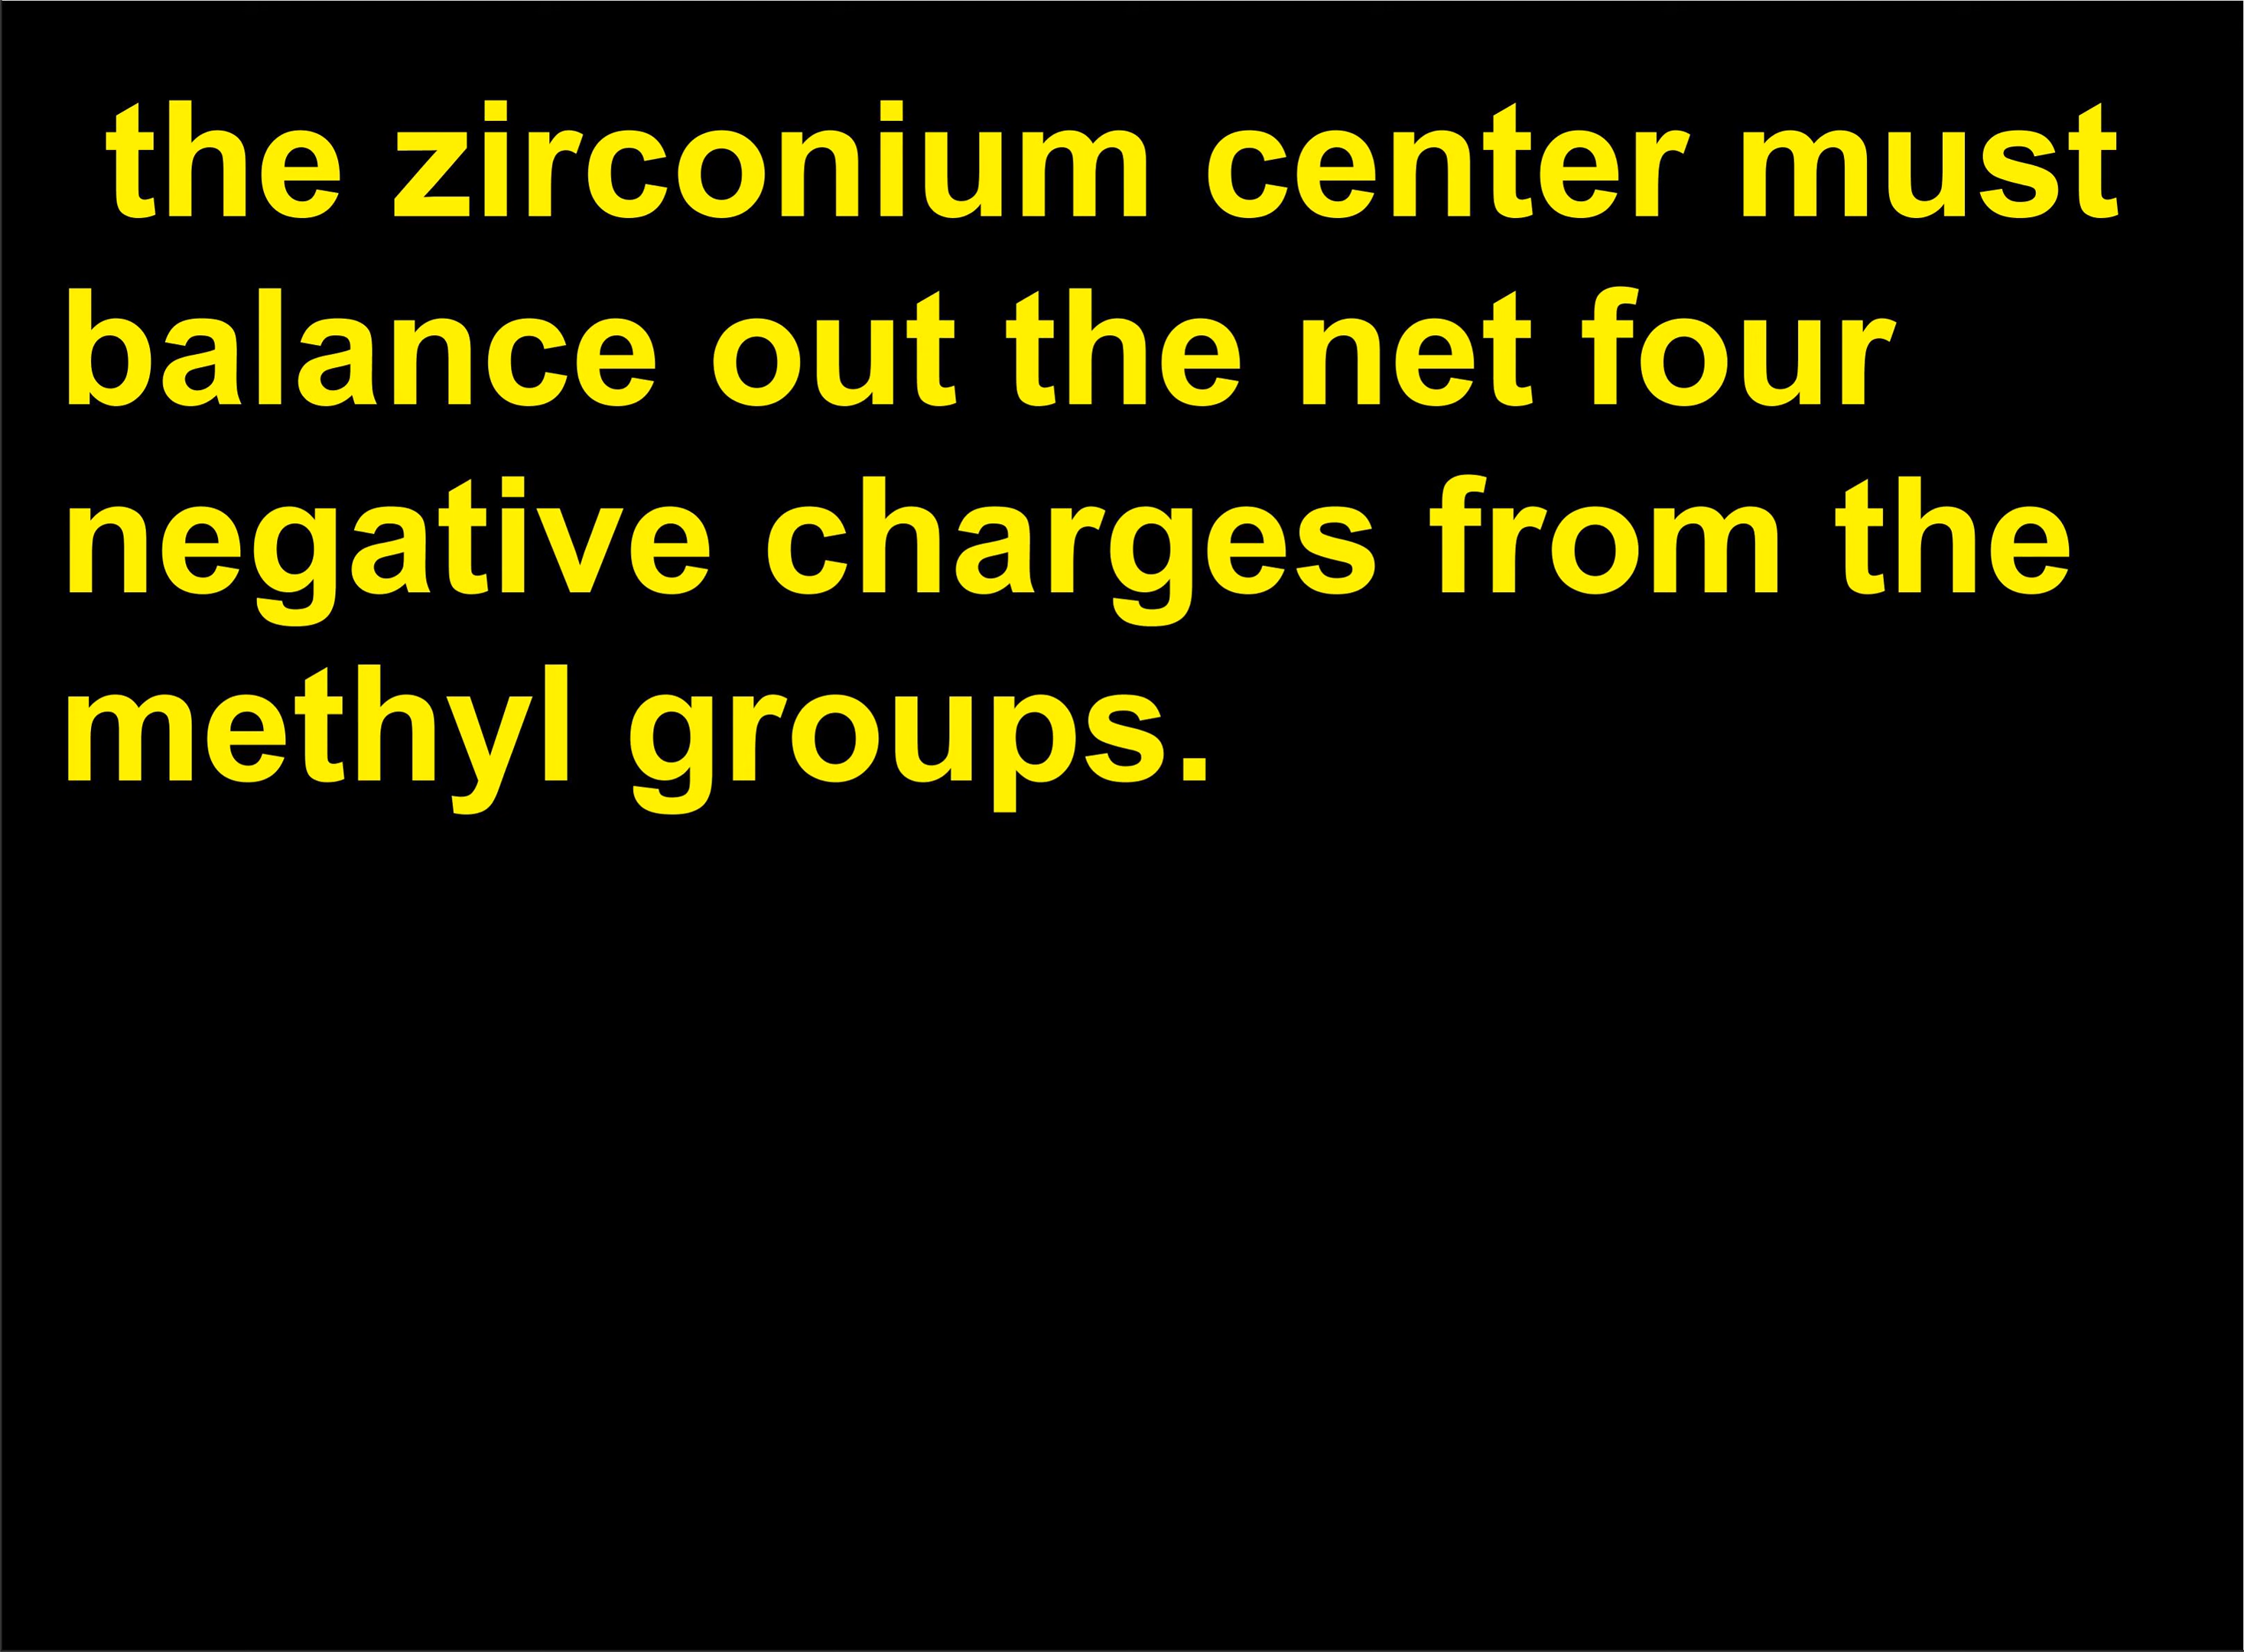 the zirconium center must
balance out the net four
negative charges from the
methyl groups.